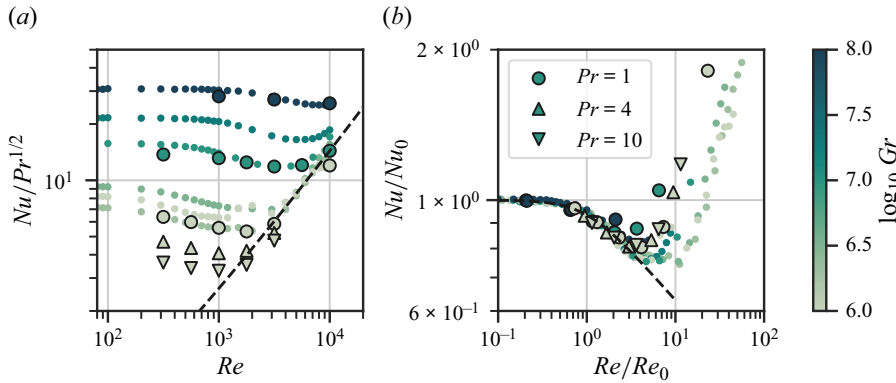 (a)
(b)
Nu/Pr^{1/2}
10^1
10^2
10^3
10^4
Re
Nu/Nu_0
2 × 10^0
1 × 10^0
6 × 10^{−1}
Pr = 1
Pr = 4
Pr = 10
10^{−1}
10^0
10^1
10^2
Re/Re_0
8.0
7.5
7.0
6.5
6.0
log_{10} Gr